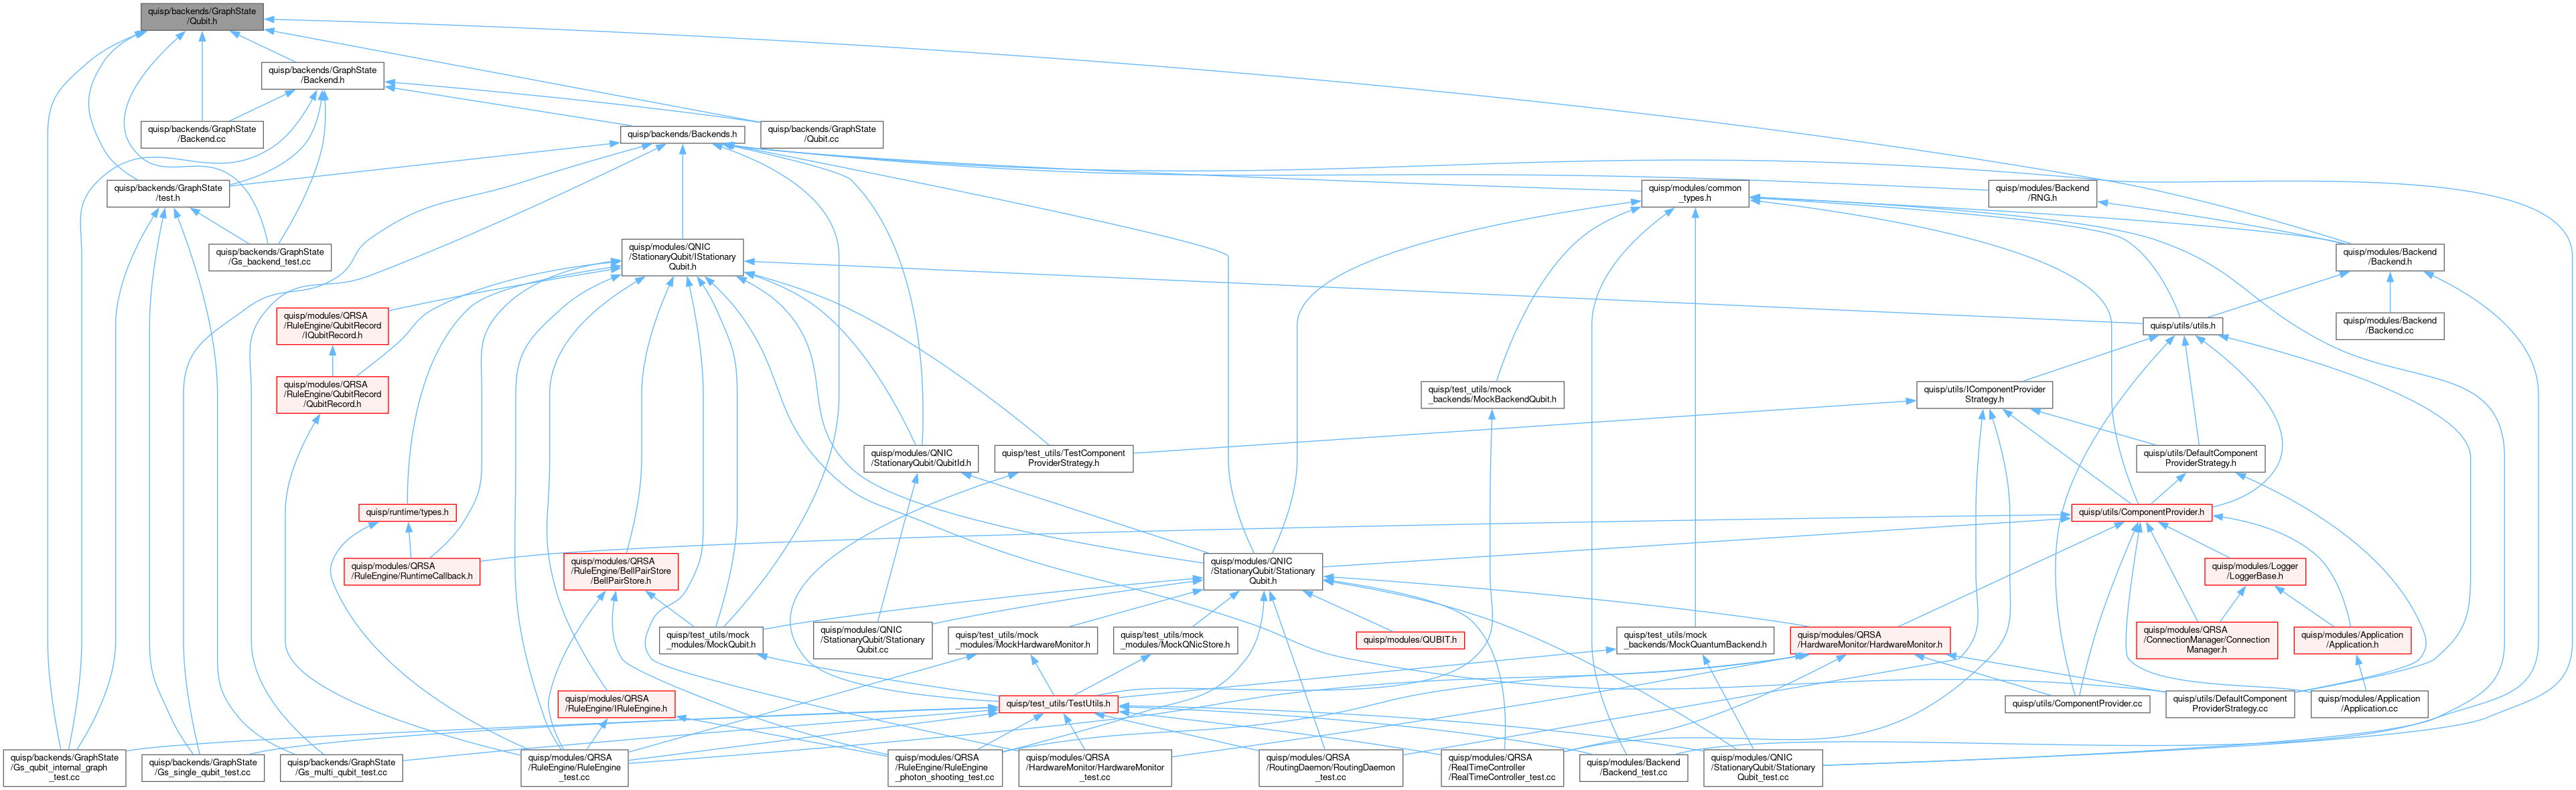 quisp/backends/GraphState
/Qubit.h
quisp/backends/GraphState
/Backend.h
quisp/backends/GraphState
/Backend.cc
quisp/backends/Backends.h
quisp/backends/GraphState
/Qubit.cc
quisp/backends/GraphState
/test.h
quisp/modules/common
_types.h
quisp/modules/Backend
/RNG.h
quisp/backends/GraphState
/Gs_backend_test.cc
quisp/modules/QNIC
/StationaryQubit/IStationary
Qubit.h
quisp/modules/Backend
/Backend.h
quisp/modules/QRSA
/RuleEngine/QubitRecord
/IQubitRecord.h
quisp/utils/utils.h
quisp/modules/Backend
/Backend.cc
quisp/modules/QRSA
/RuleEngine/QubitRecord
/QubitRecord.h
quisp/test_utils/mock
_backends/MockBackendQubit.h
quisp/utils/IComponentProvider
Strategy.h
quisp/modules/QNIC
/StationaryQubit/QubitId.h
quisp/test_utils/TestComponent
ProviderStrategy.h
quisp/utils/DefaultComponent
ProviderStrategy.h
quisp/runtime/types.h
quisp/utils/ComponentProvider.h
quisp/modules/QRSA
/RuleEngine/RuntimeCallback.h
quisp/modules/QRSA
/RuleEngine/BellPairStore
/BellPairStore.h
quisp/modules/QNIC
/StationaryQubit/Stationary
Qubit.h
quisp/modules/Logger
/LoggerBase.h
quisp/test_utils/mock
_modules/MockQubit.h
quisp/modules/QNIC
/StationaryQubit/Stationary
Qubit.cc
quisp/test_utils/mock
_modules/MockHardwareMonitor.h
quisp/test_utils/mock
_modules/MockQNicStore.h
quisp/modules/QUBIT.h
quisp/test_utils/mock
_backends/MockQuantumBackend.h
quisp/modules/QRSA
/HardwareMonitor/HardwareMonitor.h
quisp/modules/QRSA
/ConnectionManager/Connection
Manager.h
quisp/modules/Application
/Application.h
quisp/modules/QRSA
/RuleEngine/IRuleEngine.h
quisp/test_utils/TestUtils.h
quisp/utils/ComponentProvider.cc
quisp/utils/DefaultComponent
ProviderStrategy.cc
quisp/modules/Application
/Application.cc
quisp/backends/GraphState
/Gs_qubit_internal_graph
_test.cc
quisp/backends/GraphState
/Gs_single_qubit_test.cc
quisp/backends/GraphState
/Gs_multi_qubit_test.cc
quisp/modules/QRSA
/RuleEngine/RuleEngine
_test.cc
quisp/modules/QRSA
/RuleEngine/RuleEngine
_photon_shooting_test.cc
quisp/modules/QRSA
/HardwareMonitor/HardwareMonitor
_test.cc
quisp/modules/QRSA
/RoutingDaemon/RoutingDaemon
_test.cc
quisp/modules/QRSA
/RealTimeController
/RealTimeController_test.cc
quisp/modules/Backend
/Backend_test.cc
quisp/modules/QNIC
/StationaryQubit/Stationary
Qubit_test.cc